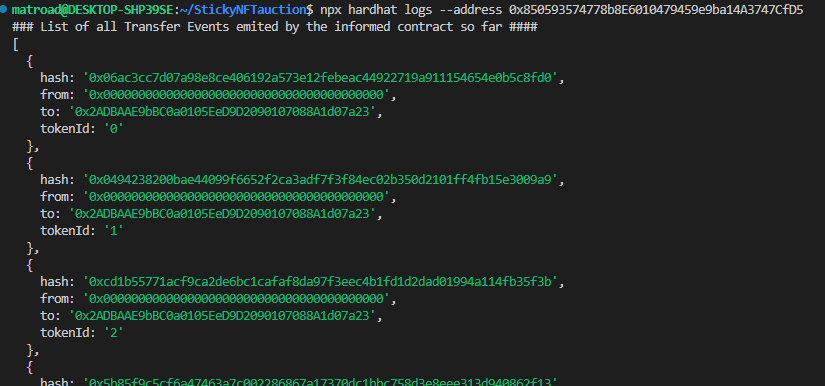 matroad@DESKTOP-SHP39SE:~/StickyNFTauction$ npx hardhat logs --address 0x850593574778b8E6010479459e9ba14A3747CfD5
### List of all Transfer Events emited by the informed contract so far ####
[
  {
    hash: '0x06ac3cc7d07a98e8ce406192a573e12febeac44922719a911154654e0b5c8fd0',
    from: '0x0000000000000000000000000000000000000000',
    to: '0x2ADBAAE9bBC0a0105EeD9D2090107088A1d07a23',
    tokenId: '0'
  },
  {
    hash: '0x0494238200bae44099f6652f2ca3adf7f3f84ec02b350d2101ff4fb15e3009a9',
    from: '0x0000000000000000000000000000000000000000',
    to: '0x2ADBAAE9bBC0a0105EeD9D2090107088A1d07a23',
    tokenId: '1'
  },
  {
    hash: '0xcd1b55771acf9ca2de6bc1cafaf8da97f3eec4b1fd1d2dad01994a114fb35f3b',
    from: '0x0000000000000000000000000000000000000000',
    to: '0x2ADBAAE9bBC0a0105EeD9D2090107088A1d07a23',
    tokenId: '2'
  },
  {
    hash: '0x5b85f9c5cf6a47463a7c002286867a17370dc1bbc758d3e8eee313d940862f13',